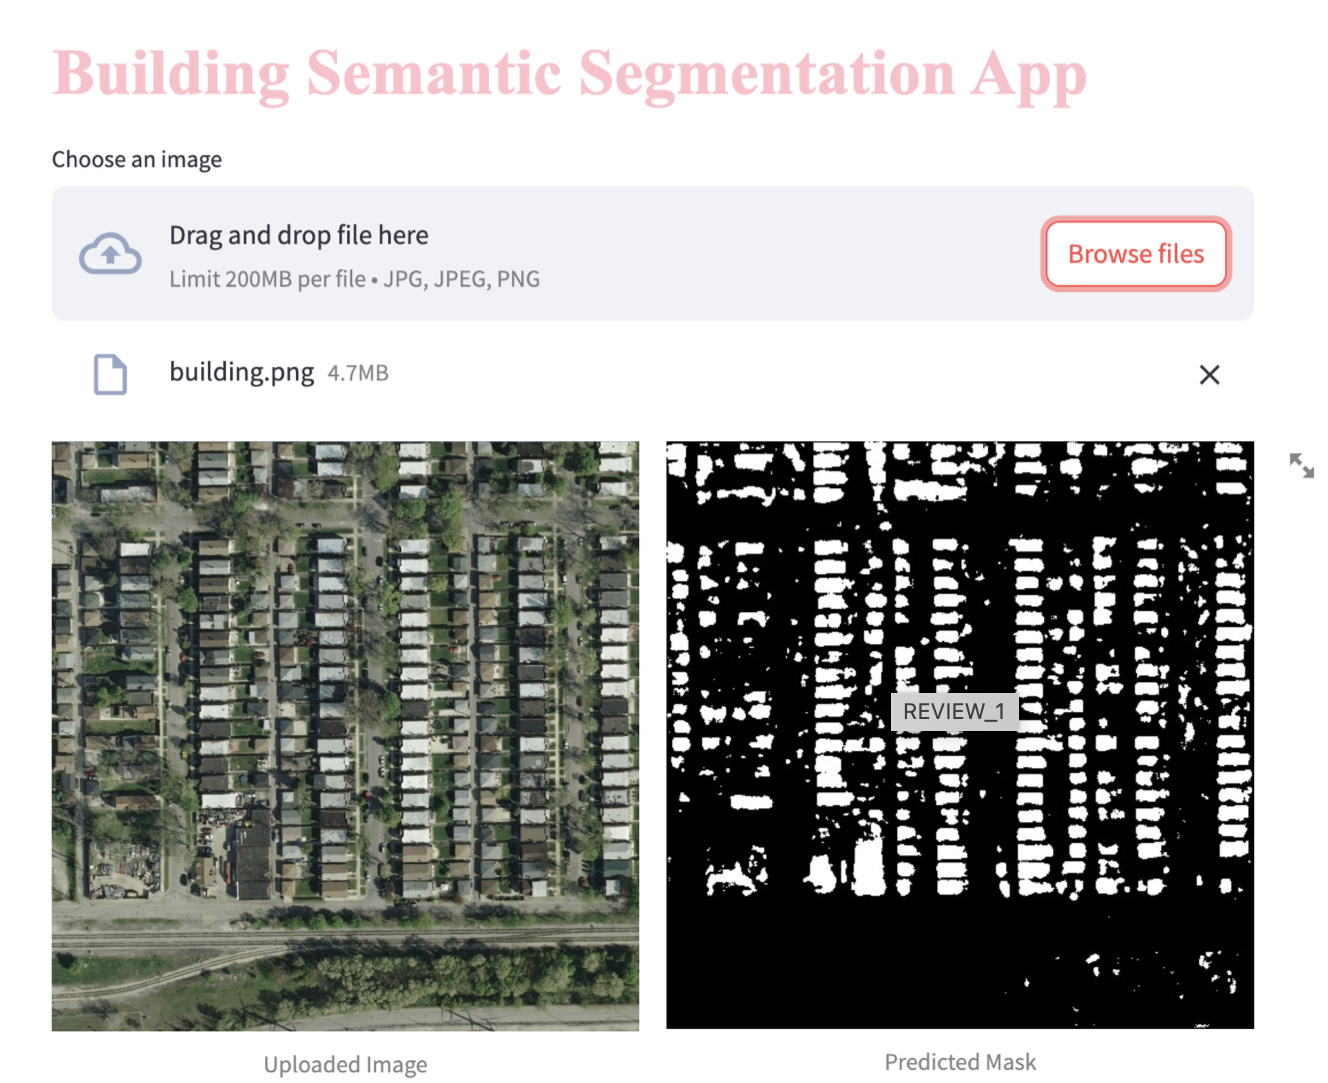 Building Semantic Segmentation App
Choose an image
Drag and drop file here
Limit 200MB per file • JPG, JPEG, PNG
Browse files
building.png 4.7MB
REVIEW_1
Uploaded Image
Predicted Mask